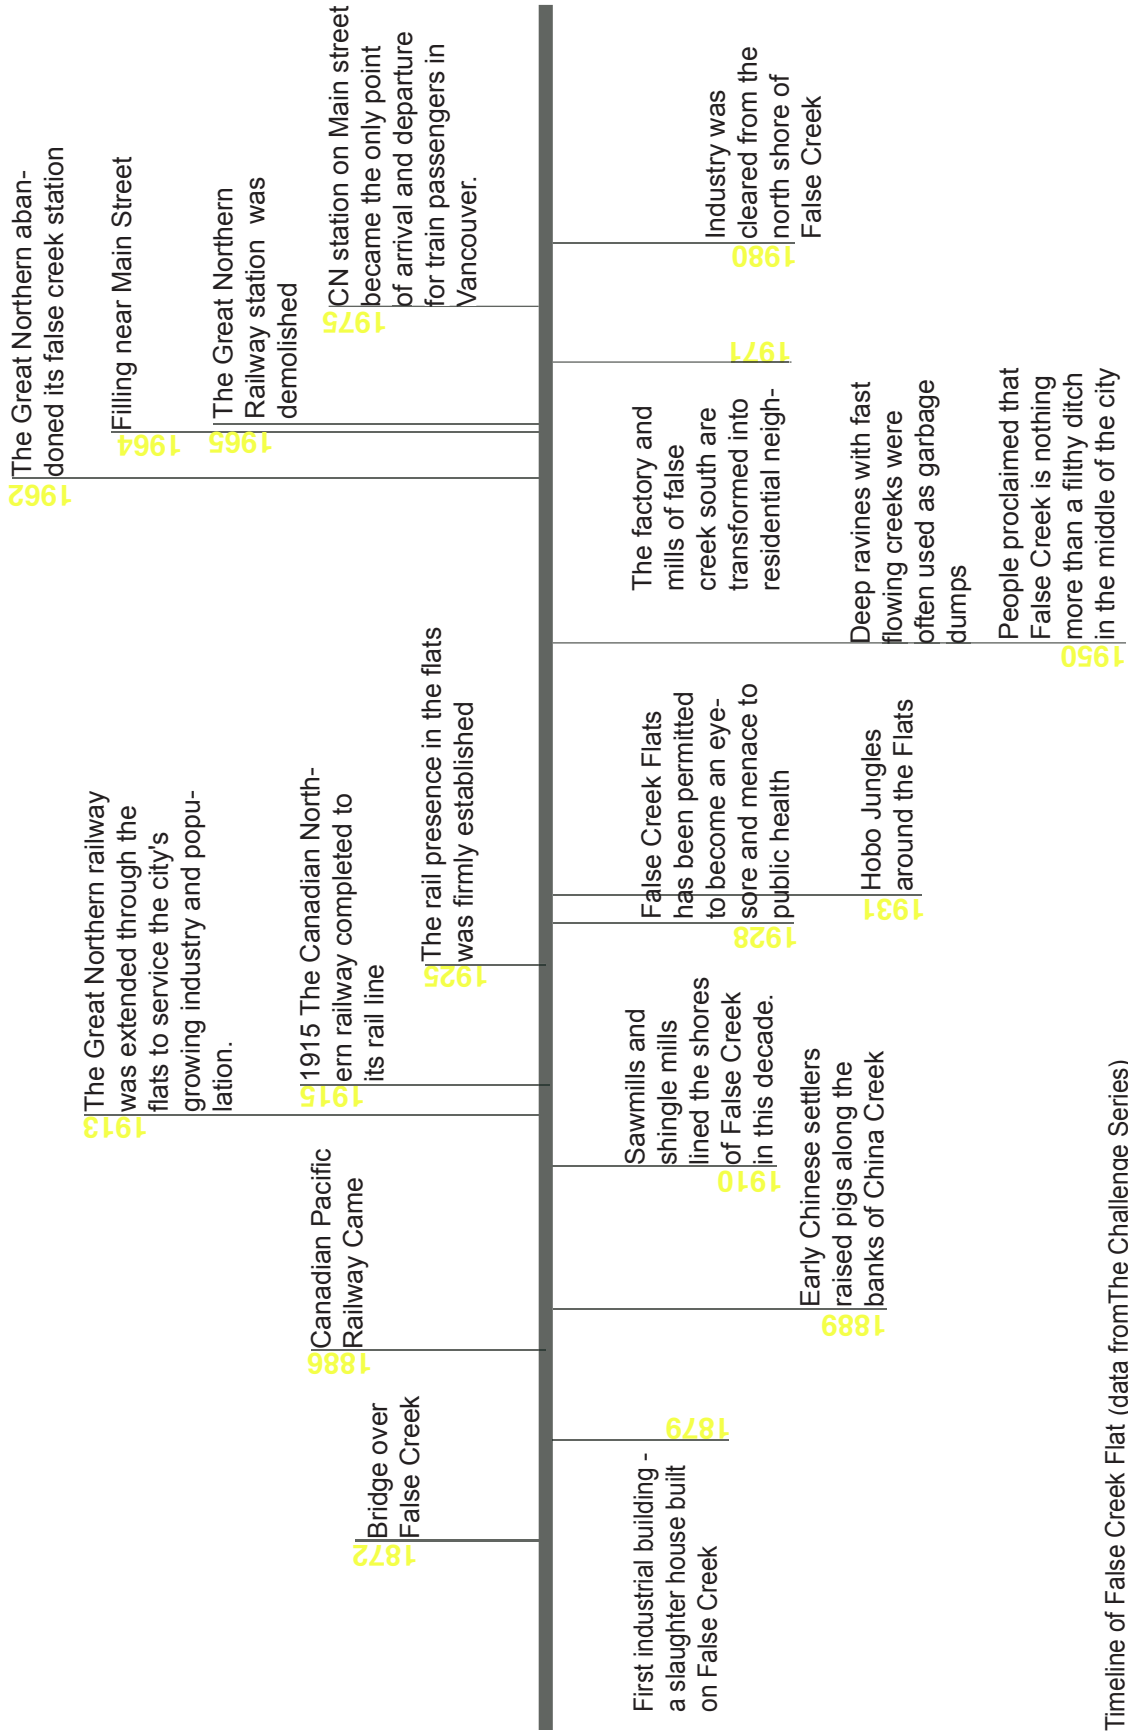 The Great Northern aban-
doned its false creek station
1962
Filling near Main Street
1964
The Great Northern
Railway station was
demolished
1965
CN station on Main street
became the only point
of arrival and departure
for train passengers in
Vancouver.
1975
The Great Northern railway
was extended through the
flats to service the city's
growing industry and popu-
lation.
1913
1915 The Canadian North-
ern railway completed to
its rail line
1915
The rail presence in the flats
was firmly established
1925
Canadian Pacific
Railway Came
1886
Bridge over
False Creek
1872
First industrial building -
a slaughter house built
on False Creek
1879
Early Chinese settlers
raised pigs along the
banks of China Creek
1889
Sawmills and
shingle mills
lined the shores
of False Creek
in this decade.
1910
False Creek Flats
has been permitted
to become an eye-
sore and menace to
public health
1928
Hobo Jungles
around the Flats
1931
Deep ravines with fast
flowing creeks were
often used as garbage
dumps
People proclaimed that
False Creek is nothing
more than a filthy ditch
in the middle of the city
1950
The factory and
mills of false
creek south are
transformed into
residential neigh-
1971
Industry was
cleared from the
north shore of
False Creek
1980
Timeline of False Creek Flat (data fromThe Challenge Series)